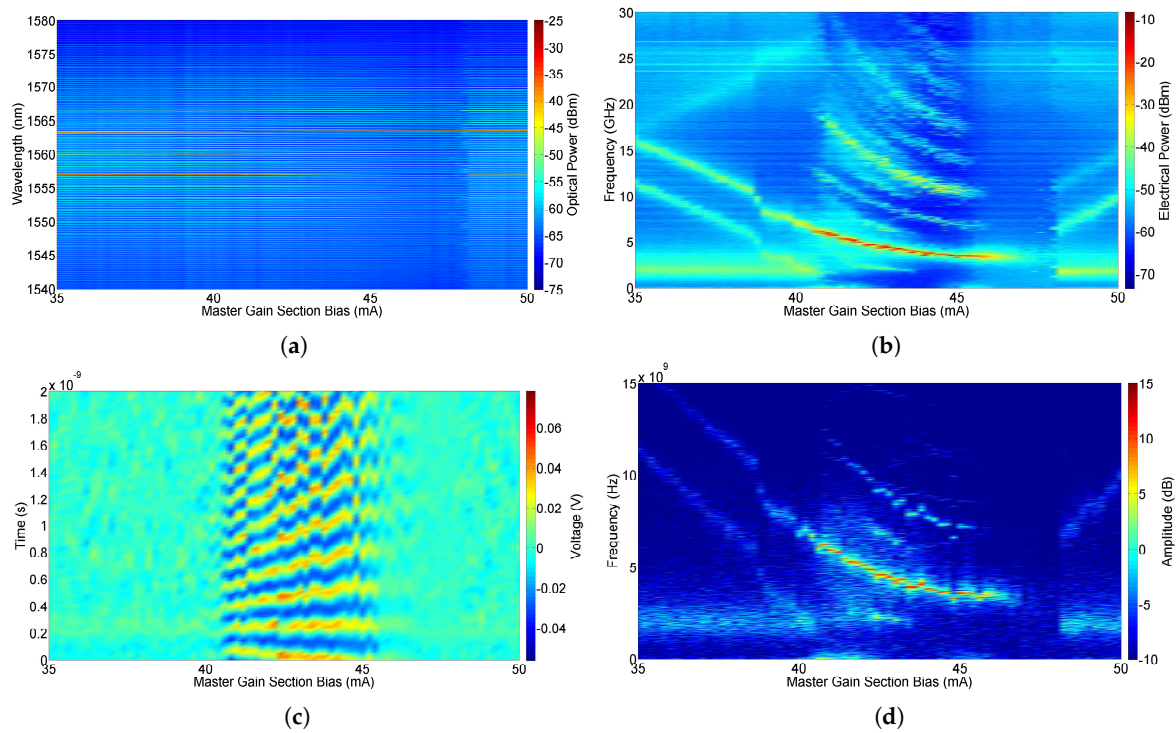 1580
1575
1570
1565
1560
1555
1550
1545
1540
Wavelength (nm)
35 40 45 50
Master Gain Section Bias (mA)
-25
-30
-35
-40
-45
-50
-55
-60
-65
-70
-75
Optical Power (dBm)
(a)
30
25
20
15
10
5
0
Frequency (GHz)
35 40 45 50
Master Gain Section Bias (mA)
-10
-20
-30
-40
-50
-60
-70
Electrical Power (dBm)
(b)
x 10⁻⁹
2
1.8
1.6
1.4
1.2
1
0.8
0.6
0.4
0.2
0
Time (s)
35 40 45 50
Master Gain Section Bias (mA)
0.06
0.04
0.02
0
-0.02
-0.04
Voltage (V)
(c)
x 10⁹
15
10
5
0
Frequency (Hz)
35 40 45 50
Master Gain Section Bias (mA)
15
10
5
0
-5
-10
Amplitude (dB)
(d)